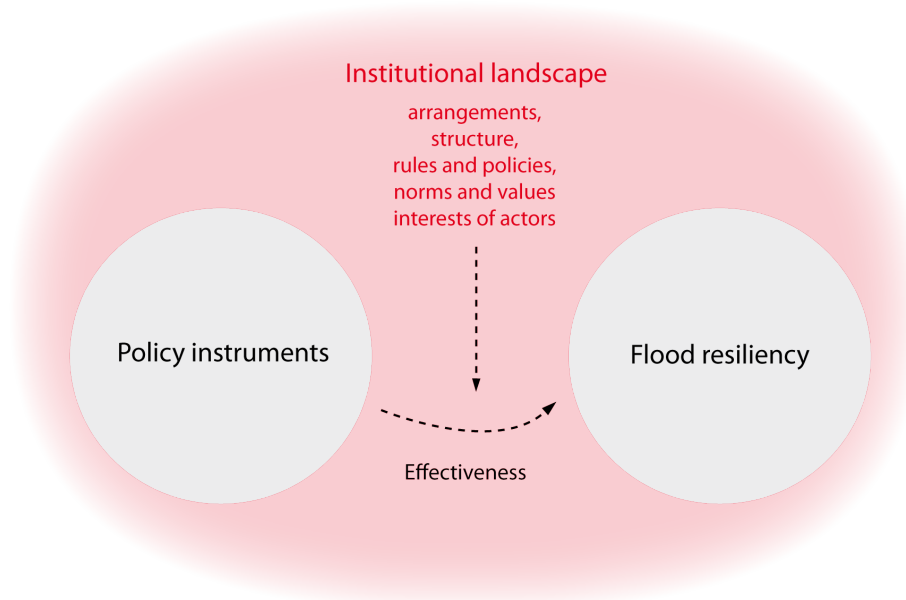 Institutional landscape
arrangements,
structure,
rules and policies,
norms and values
interests of actors
Policy instruments
Flood resiliency
Effectiveness